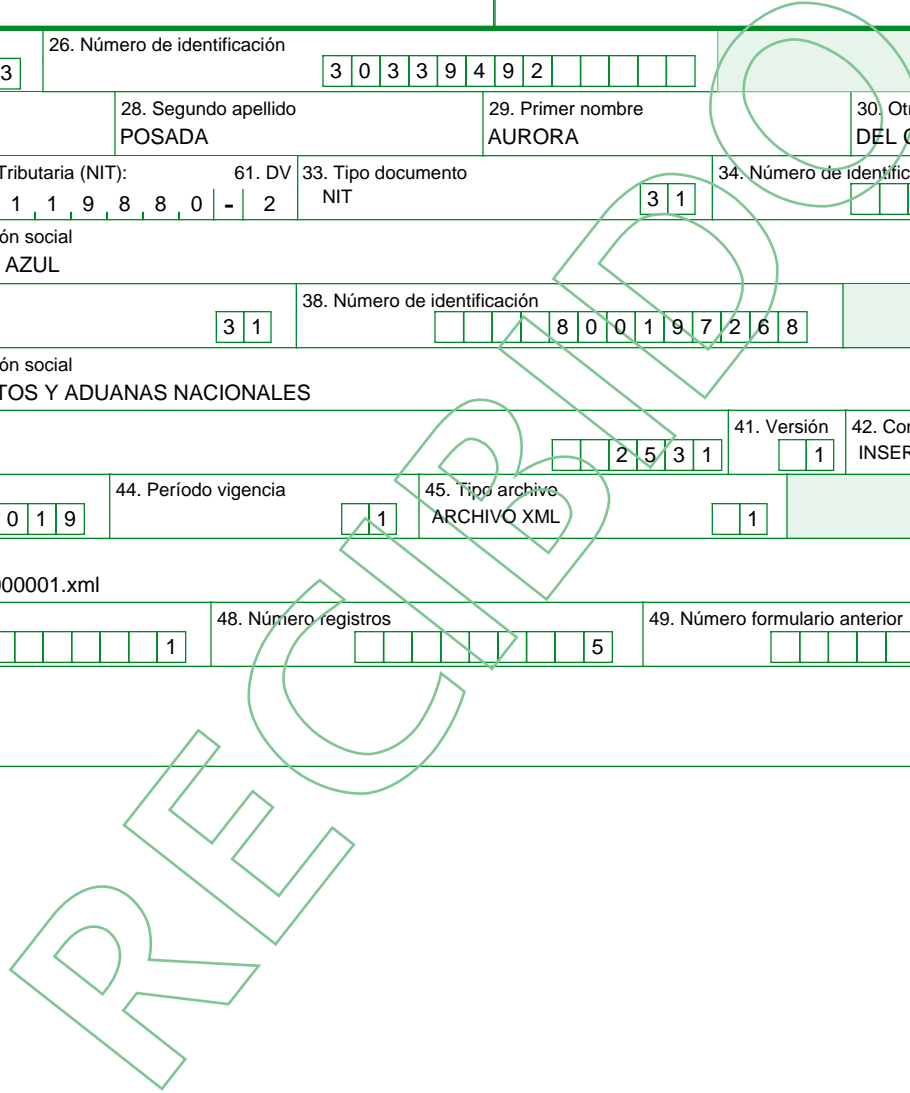 26. Número de identificación
3 3 0 3 3 9 4 9 2
28. Segundo apellido 29. Primer nombre 30. Otr
POSADA AURORA DEL
Tributaria (NIT): 61. DV 33. Tipo documento 34. Número de identific
1 1 9 8 8 0 - 2 NIT 3 1
ón social
AZUL
38. Número de identificación
3 1 8 0 0 1 9 7 2 6 8
ón social
TOS Y ADUANAS NACIONALES
41. Versión 42. Con
2 5 3 1 1 INSER
44. Período vigencia 45. Tipo archivo
0 1 9 1 ARCHIVO XML 1
000001.xml
48. Número registros 49. Número formulario anterior
1 5
RECIBIDO